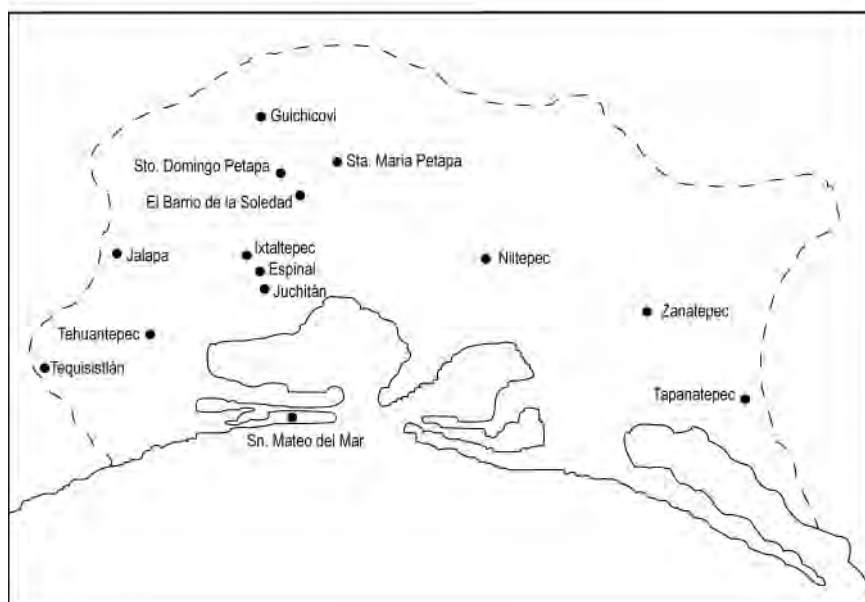 Guichicovi
Sta. Maria Petapa
Sto. Domingo Petapa
El Barrio de la Soledad
Jalapa
Ixtaltepec
Niltepec
Espinal
Juchitán
Zanatepec
Tehuantepec
Tequisistlán
Tapanatepec
Sn. Mateo del Mar